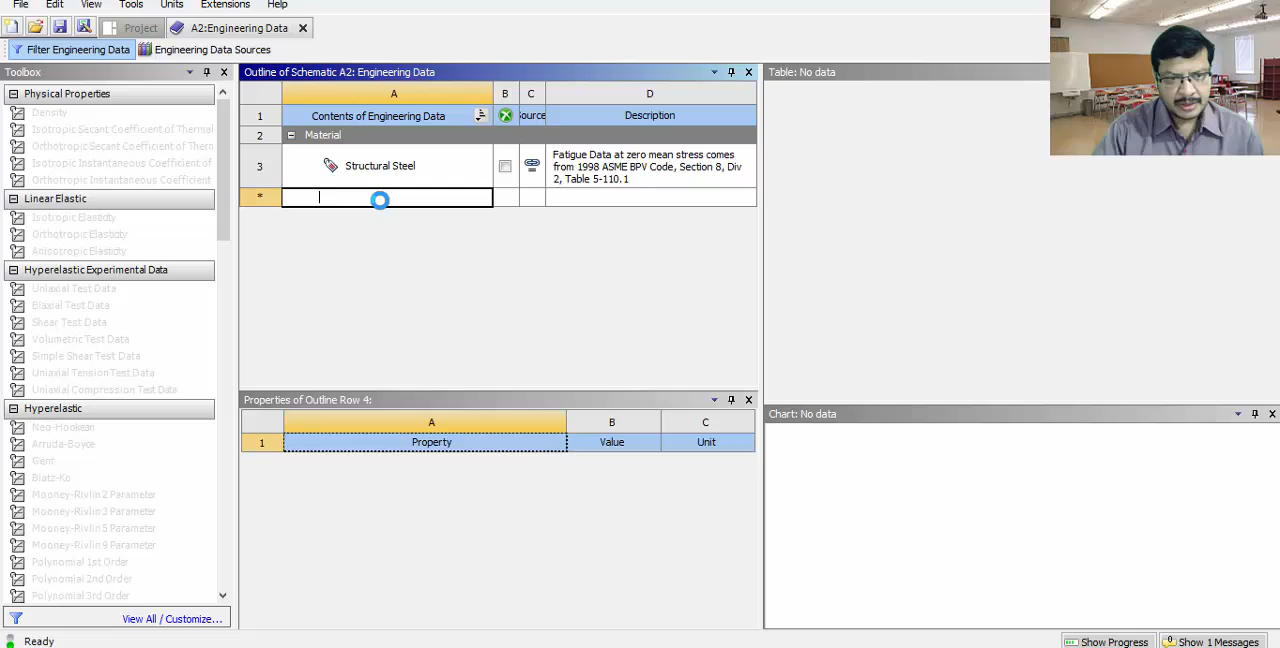 File Edit View Tools Units Extensions Help
Project A2:Engineering Data
Filter Engineering Data Engineering Data Sources
Toolbox
Physical Properties
Density
Isotropic Secant Coefficient of Thermal
Orthotropic Secant Coefficient of Therm
Isotropic Instantaneous Coefficient of
Orthotropic Instantaneous Coefficient
Linear Elastic
Isotropic Elasticity
Orthotropic Elasticity
Anisotropic Elasticity
Hyperelastic Experimental Data
Uniaxial Test Data
Biaxial Test Data
Shear Test Data
Volumetric Test Data
Simple Shear Test Data
Uniaxial Tension Test Data
Uniaxial Compression Test Data
Hyperelastic
Neo-Hookean
Arruda-Boyce
Gent
Blatz-Ko
Mooney-Rivlin 2 Parameter
Mooney-Rivlin 3 Parameter
Mooney-Rivlin 5 Parameter
Mooney-Rivlin 9 Parameter
Polynomial 1st Order
Polynomial 2nd Order
Polynomial 3rd Order
View All / Customize...
Outline of Schematic A2: Engineering Data
A B C D
1 Contents of Engineering Data Source Description
2 Material
3 Structural Steel
Fatigue Data at zero mean stress comes
from 1998 ASME BPV Code, Section 8, Div
2, Table 5-110.1
*
Properties of Outline Row 4:
A B C
1 Property Value Unit
Table: No data
Chart: No data
Ready
Show Progress 0 Show 1 Messages